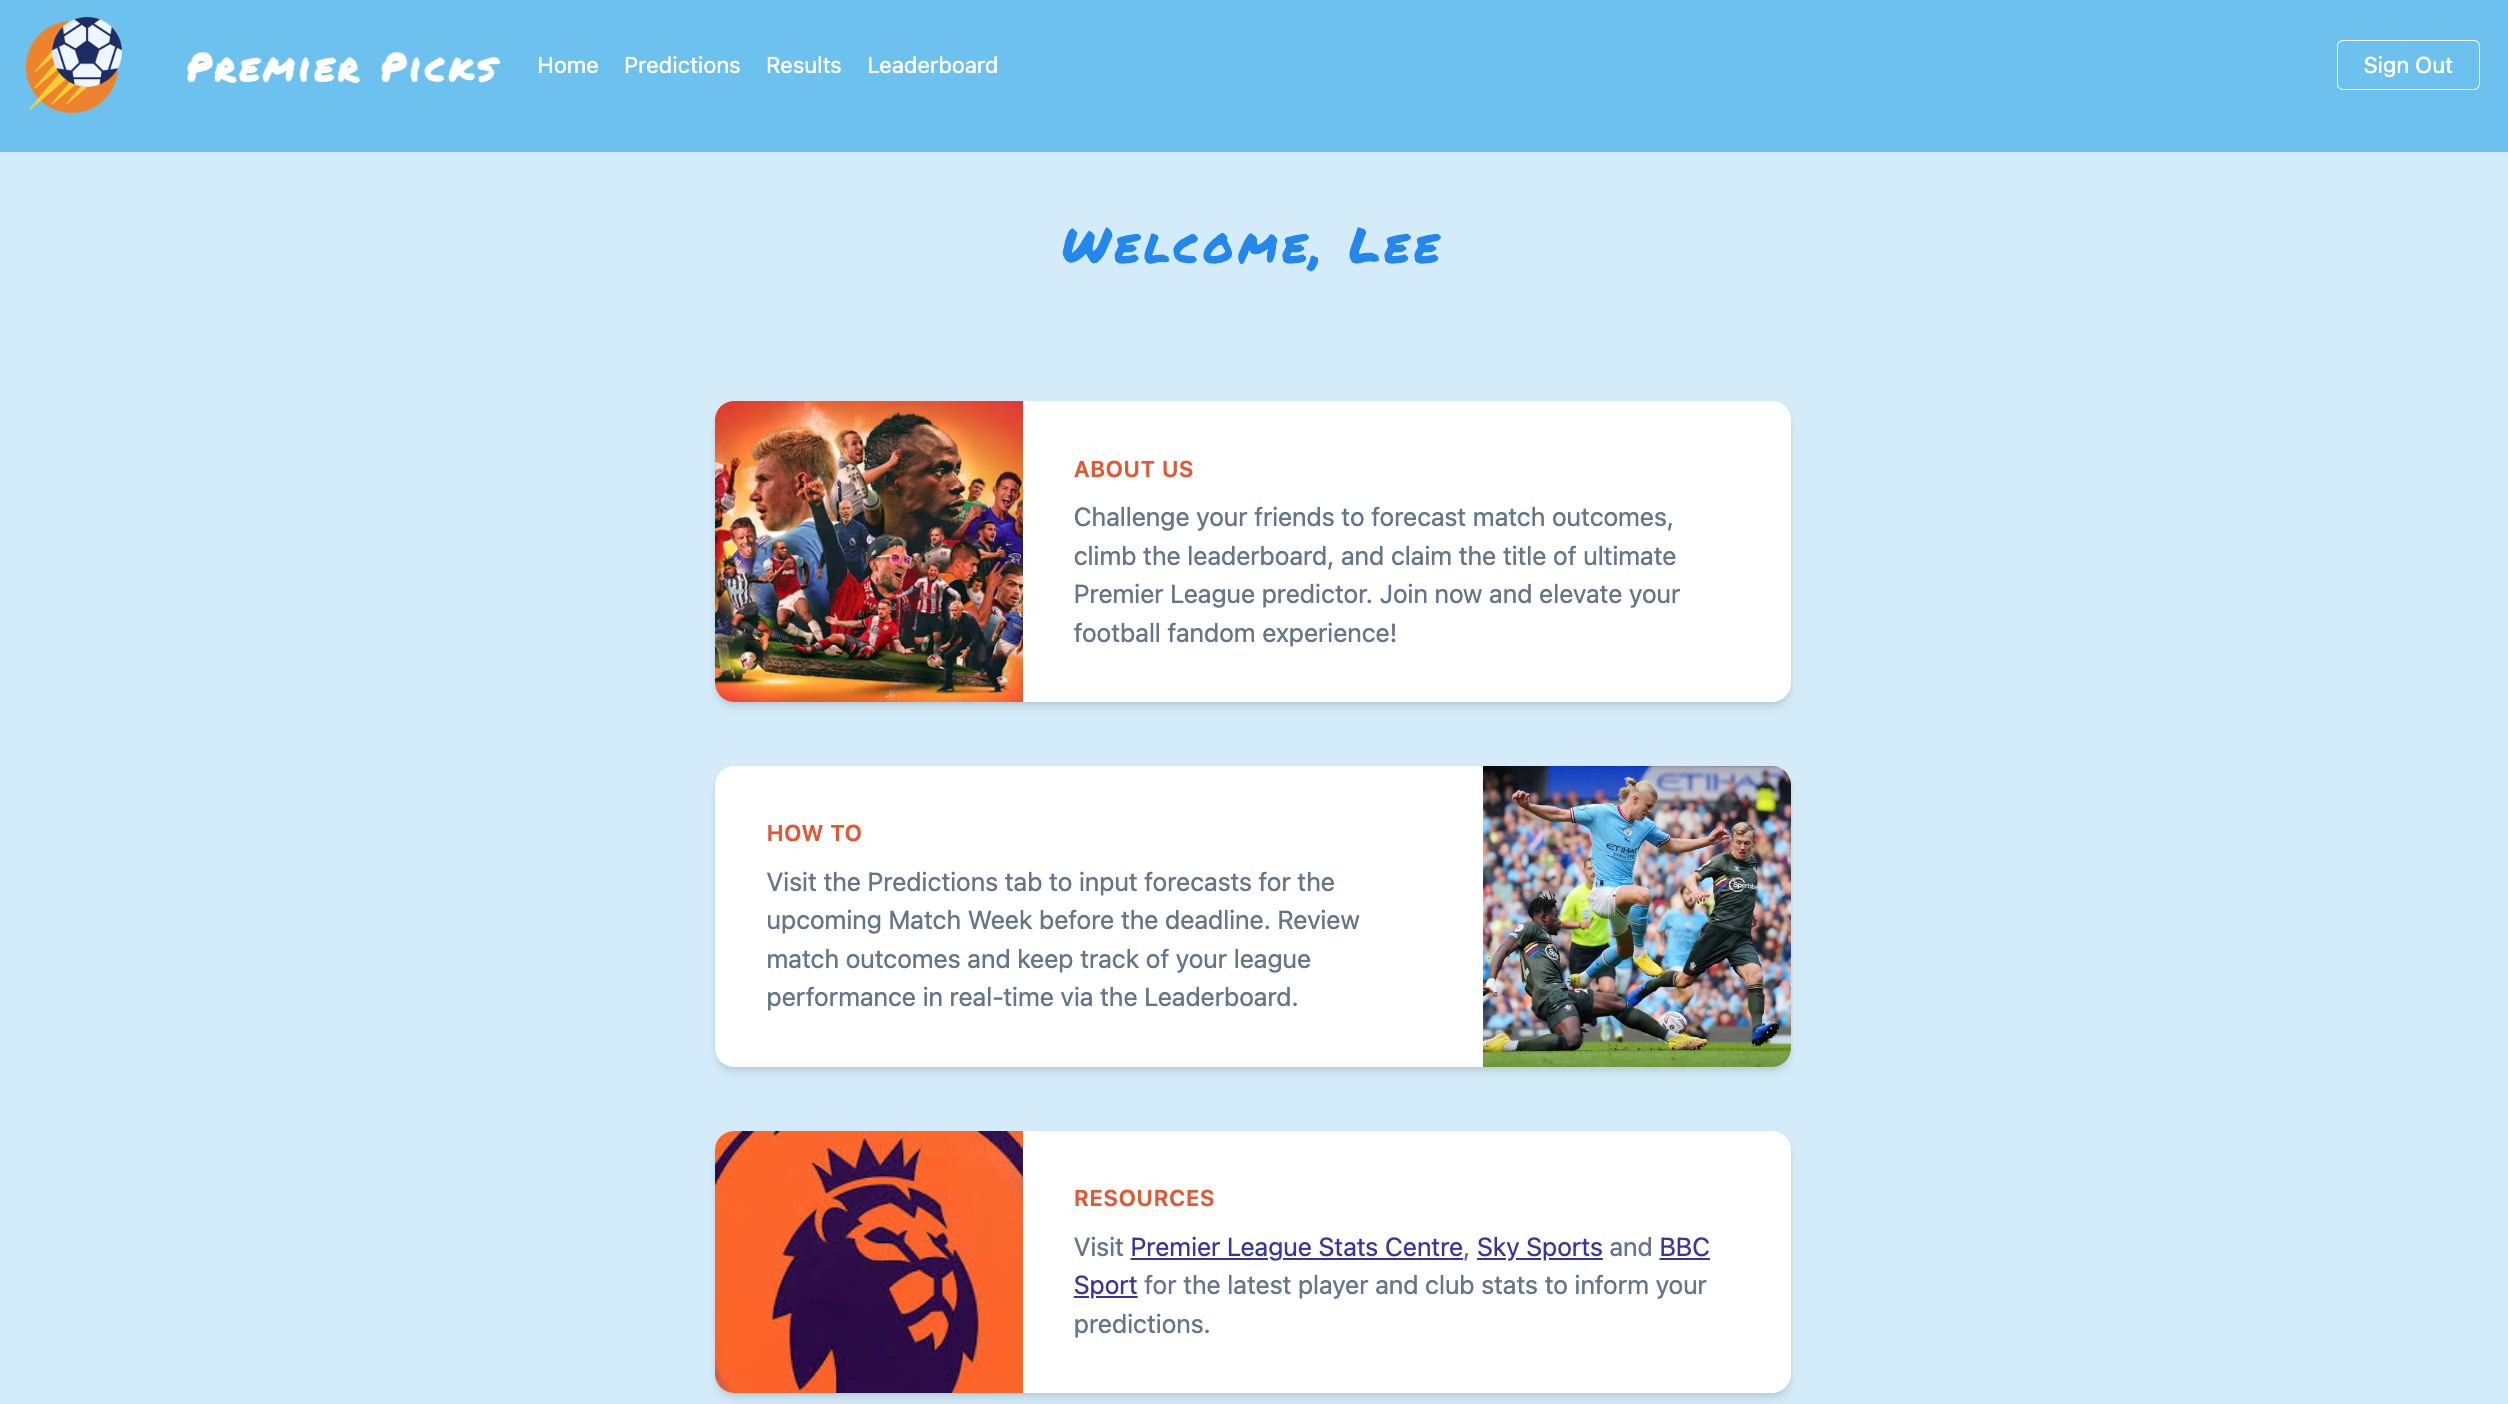 Premier Picks
Home
Predictions
Results
Leaderboard
Sign Out
Welcome, Lee
ABOUT US
Challenge your friends to forecast match outcomes,
climb the leaderboard, and claim the title of ultimate
Premier League predictor. Join now and elevate your
football fandom experience!
HOW TO
Visit the Predictions tab to input forecasts for the
upcoming Match Week before the deadline. Review
match outcomes and keep track of your league
performance in real-time via the Leaderboard.
ETIHAD
ETIHAD
RESOURCES
Visit Premier League Stats Centre, Sky Sports and BBC
Sport for the latest player and club stats to inform your
predictions.